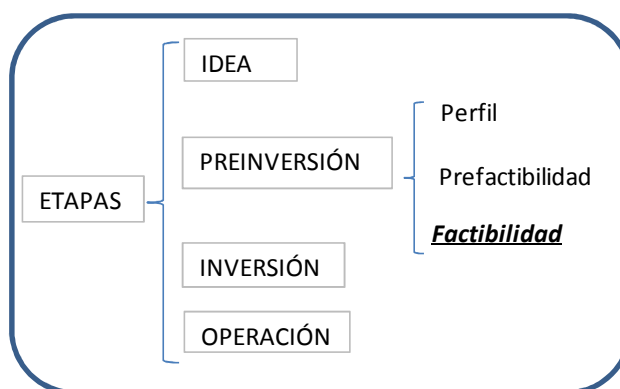 ETAPAS
IDEA
PREINVERSIÓN
Perfil
Prefactibilidad
Factibilidad
INVERSIÓN
OPERACIÓN